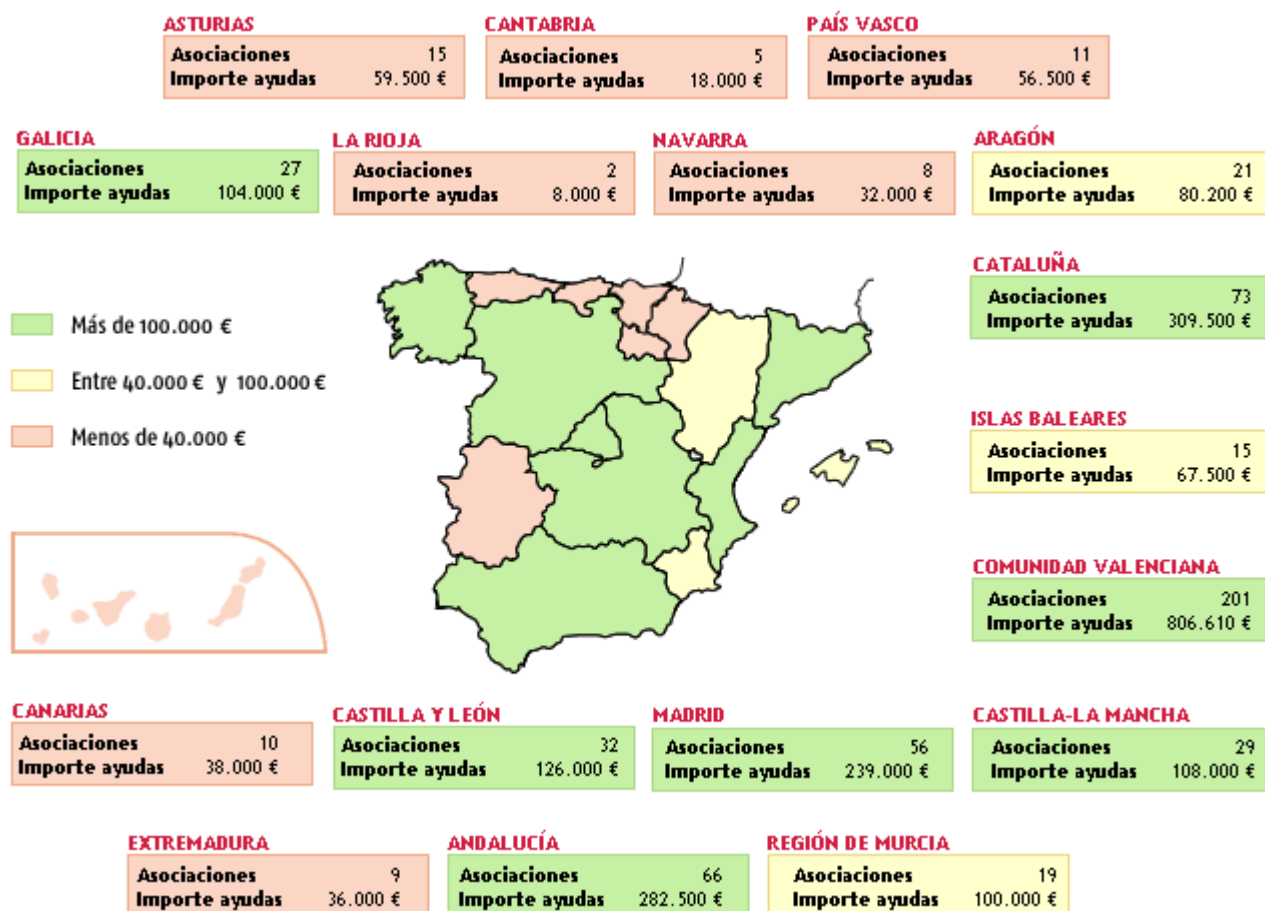 ASTURIAS
Asociaciones 15
Importe ayudas 59.500 €
CANTABRIA
Asociaciones 5
Importe ayudas 18.000 €
PAÍS VASCO
Asociaciones 11
Importe ayudas 56.500 €
GALICIA
Asociaciones 27
Importe ayudas 104.000 €
LA RIOJA
Asociaciones 2
Importe ayudas 8.000 €
NAVARRA
Asociaciones 8
Importe ayudas 32.000 €
ARAGÓN
Asociaciones 21
Importe ayudas 80.200 €
CATALUÑA
Asociaciones 73
Importe ayudas 309.500 €
Más de 100.000 €
Entre 40.000 € y 100.000 €
Menos de 40.000 €
ISLAS BALEARES
Asociaciones 15
Importe ayudas 67.500 €
COMUNIDAD VALENCIANA
Asociaciones 201
Importe ayudas 806.610 €
CANARIAS
Asociaciones 10
Importe ayudas 38.000 €
CASTILLA Y LEÓN
Asociaciones 32
Importe ayudas 126.000 €
MADRID
Asociaciones 56
Importe ayudas 239.000 €
CASTILLA-LA MANCHA
Asociaciones 29
Importe ayudas 108.000 €
EXTREMADURA
Asociaciones 9
Importe ayudas 36.000 €
ANDALUCÍA
Asociaciones 66
Importe ayudas 282.500 €
REGIÓN DE MURCIA
Asociaciones 19
Importe ayudas 100.000 €